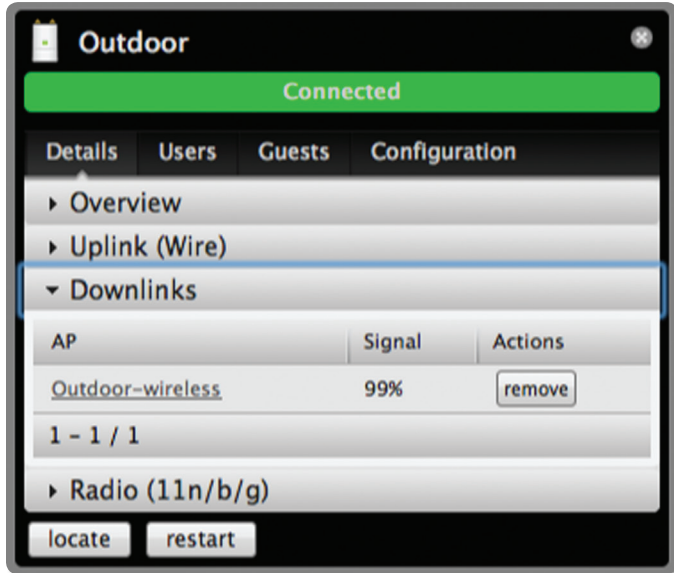 Outdoor
Connected
Details Users Guests Configuration
Overview
Uplink (Wire)
Downlinks
AP Signal Actions
Outdoor-wireless 99% remove
1 - 1 / 1
Radio (11n/b/g)
locate restart